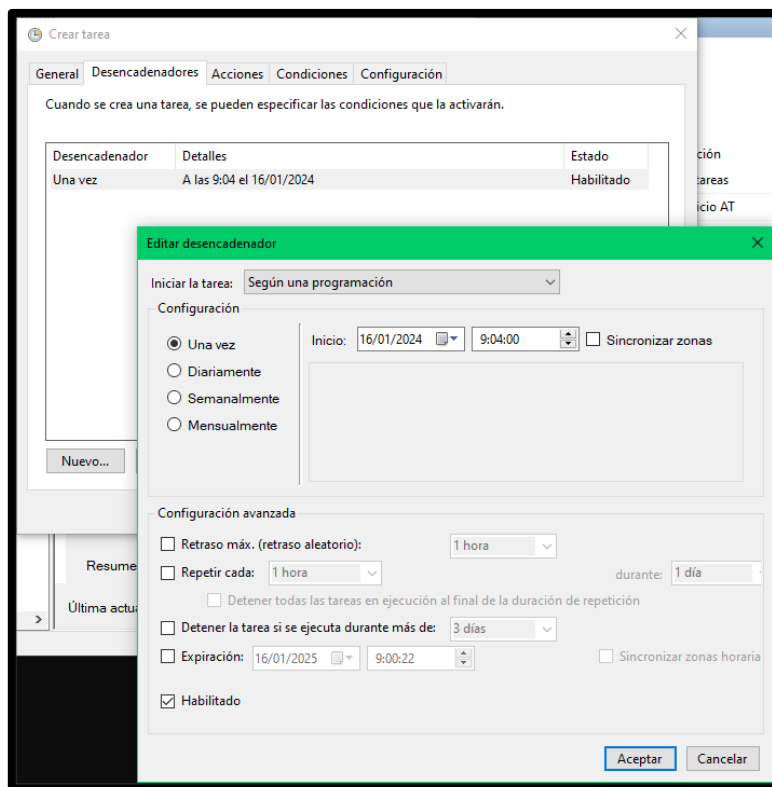 Crear tarea
General Desencadenadores Acciones Condiciones Configuración
Cuando se crea una tarea, se pueden especificar las condiciones que la activarán.
Desencadenador Detalles Estado
Una vez A las 9:04 el 16/01/2024 Habilitado
ción
tareas
icio AT
Nuevo...
Resume
Última actua
Editar desencadenador
Iniciar la tarea: Según una programación
Configuración
Una vez
Diariamente
Semanalmente
Mensualmente
Inicio: 16/01/2024 9:04:00 Sincronizar zonas
Configuración avanzada
Retraso máx. (retraso aleatorio): 1 hora
Repetir cada: 1 hora durante: 1 día
Detener todas las tareas en ejecución al final de la duración de repetición
Detener la tarea si se ejecuta durante más de: 3 días
Expiración: 16/01/2025 9:00:22 Sincronizar zonas horaria
Habilitado
Aceptar Cancelar